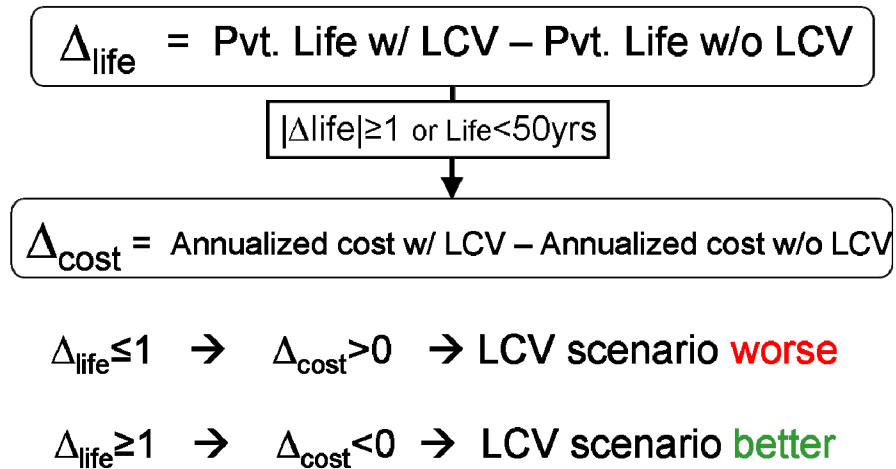 Δlife = Pvt. Life w/ LCV – Pvt. Life w/o LCV
|Δlife|≥1 or Life<50yrs
Δcost = Annualized cost w/ LCV – Annualized cost w/o LCV
Δlife≤1 → Δcost>0 → LCV scenario worse
Δlife≥1 → Δcost<0 → LCV scenario better